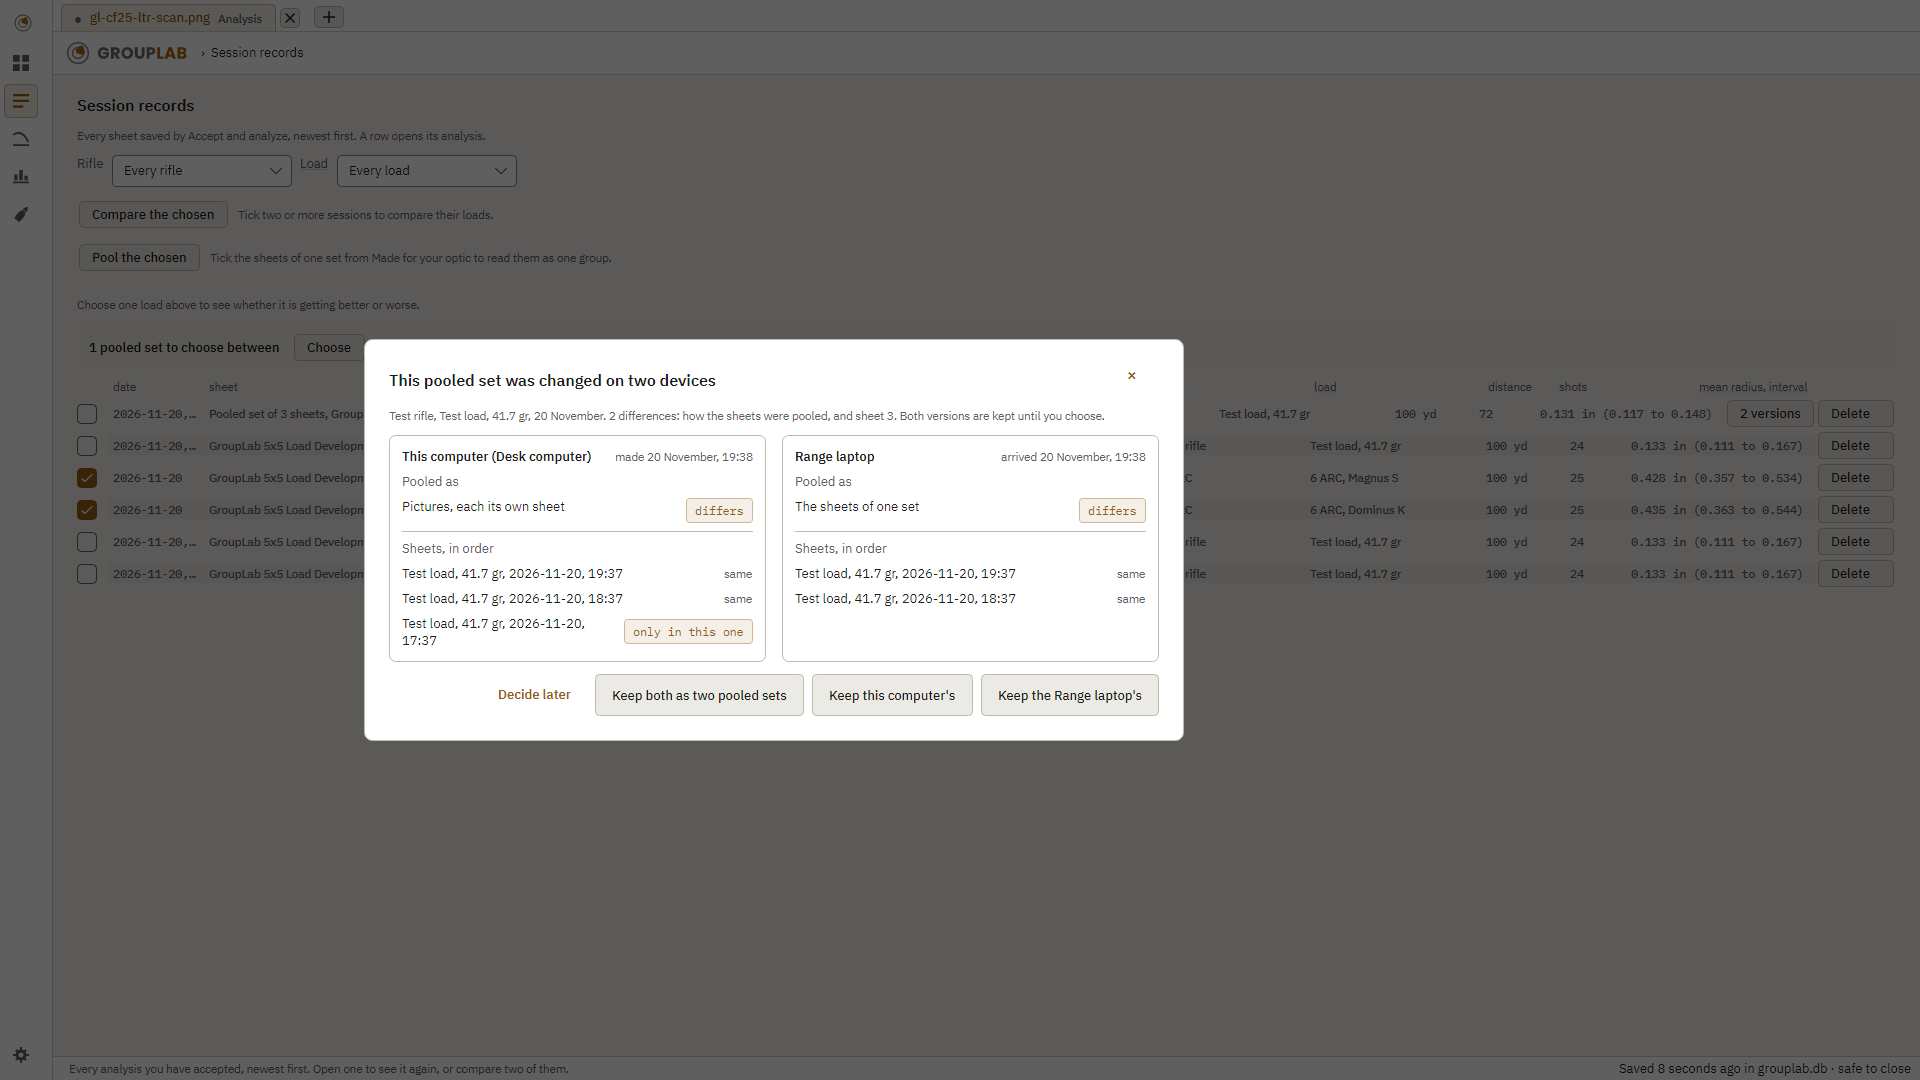 gl-cf25-ltr-scan.png Analysis
GROUPLAB › Session records
Session records
Every sheet saved by Accept and analyze, newest first. A row opens its analysis.
Rifle Every rifle Load Every load
Compare the chosen Tick two or more sessions to compare their loads.
Pool the chosen Tick the sheets of one set from Made for your optic to read them as one group.
Choose one load above to see whether it is getting better or worse.
1 pooled set to choose between Choose
date sheet load distance shots mean radius, interval
2026-11-20,... Pooled set of 3 sheets, Group Test load, 41.7 gr 100 yd 72 0.131 in (0.117 to 0.148) 2 versions Delete
2026-11-20,... GroupLab 5x5 Load Developm rifle Test load, 41.7 gr 100 yd 24 0.133 in (0.111 to 0.167) Delete
2026-11-20 GroupLab 5x5 Load Developm C 6 ARC, Magnus S 100 yd 25 0.428 in (0.357 to 0.534) Delete
2026-11-20 GroupLab 5x5 Load Developm C 6 ARC, Dominus K 100 yd 25 0.435 in (0.363 to 0.544) Delete
2026-11-20,... GroupLab 5x5 Load Developm rifle Test load, 41.7 gr 100 yd 24 0.133 in (0.111 to 0.167) Delete
2026-11-20,... GroupLab 5x5 Load Developm rifle Test load, 41.7 gr 100 yd 24 0.133 in (0.111 to 0.167) Delete
This pooled set was changed on two devices
Test rifle, Test load, 41.7 gr, 20 November. 2 differences: how the sheets were pooled, and sheet 3. Both versions are kept until you choose.
This computer (Desk computer) made 20 November, 19:38
Pooled as
Pictures, each its own sheet differs
Sheets, in order
Test load, 41.7 gr, 2026-11-20, 19:37 same
Test load, 41.7 gr, 2026-11-20, 18:37 same
Test load, 41.7 gr, 2026-11-20,
17:37 only in this one
Range laptop arrived 20 November, 19:38
Pooled as
The sheets of one set differs
Sheets, in order
Test load, 41.7 gr, 2026-11-20, 19:37 same
Test load, 41.7 gr, 2026-11-20, 18:37 same
Decide later Keep both as two pooled sets Keep this computer's Keep the Range laptop's
Every analysis you have accepted, newest first. Open one to see it again, or compare two of them.
Saved 8 seconds ago in grouplab.db · safe to close